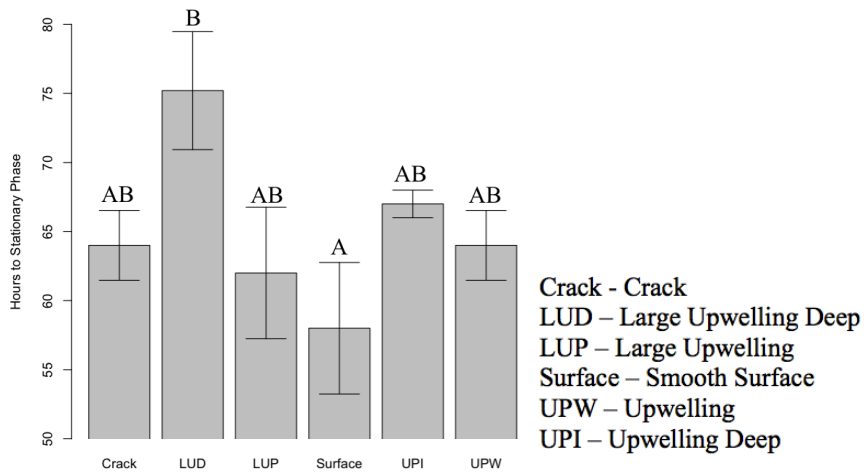 80
75
70
65
60
55
50
Hours to Stationary Phase
AB
B
AB
A
AB
AB
Crack
LUD
LUP
Surface
UPI
UPW
Crack - Crack
LUD – Large Upwelling Deep
LUP – Large Upwelling
Surface – Smooth Surface
UPW – Upwelling
UPI – Upwelling Deep